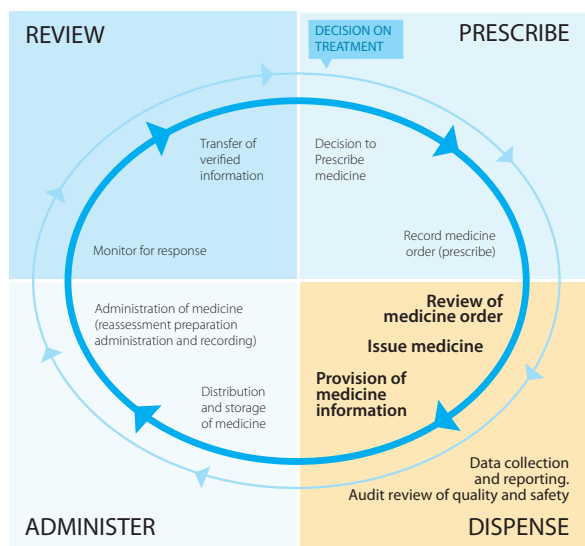 REVIEW
DECISION ON
TREATMENT
PRESCRIBE
Transfer of
verified
information
Decision to
Prescribe
medicine
Monitor for response
Record medicine
order (prescribe)
Administration of medicine
(reassessment preparation
administration and recording)
Review of
medicine order
Issue medicine
Provision of
medicine
information
Distribution
and storage
of medicine
Data collection
and reporting.
Audit review of quality and safety
ADMINISTER
DISPENSE